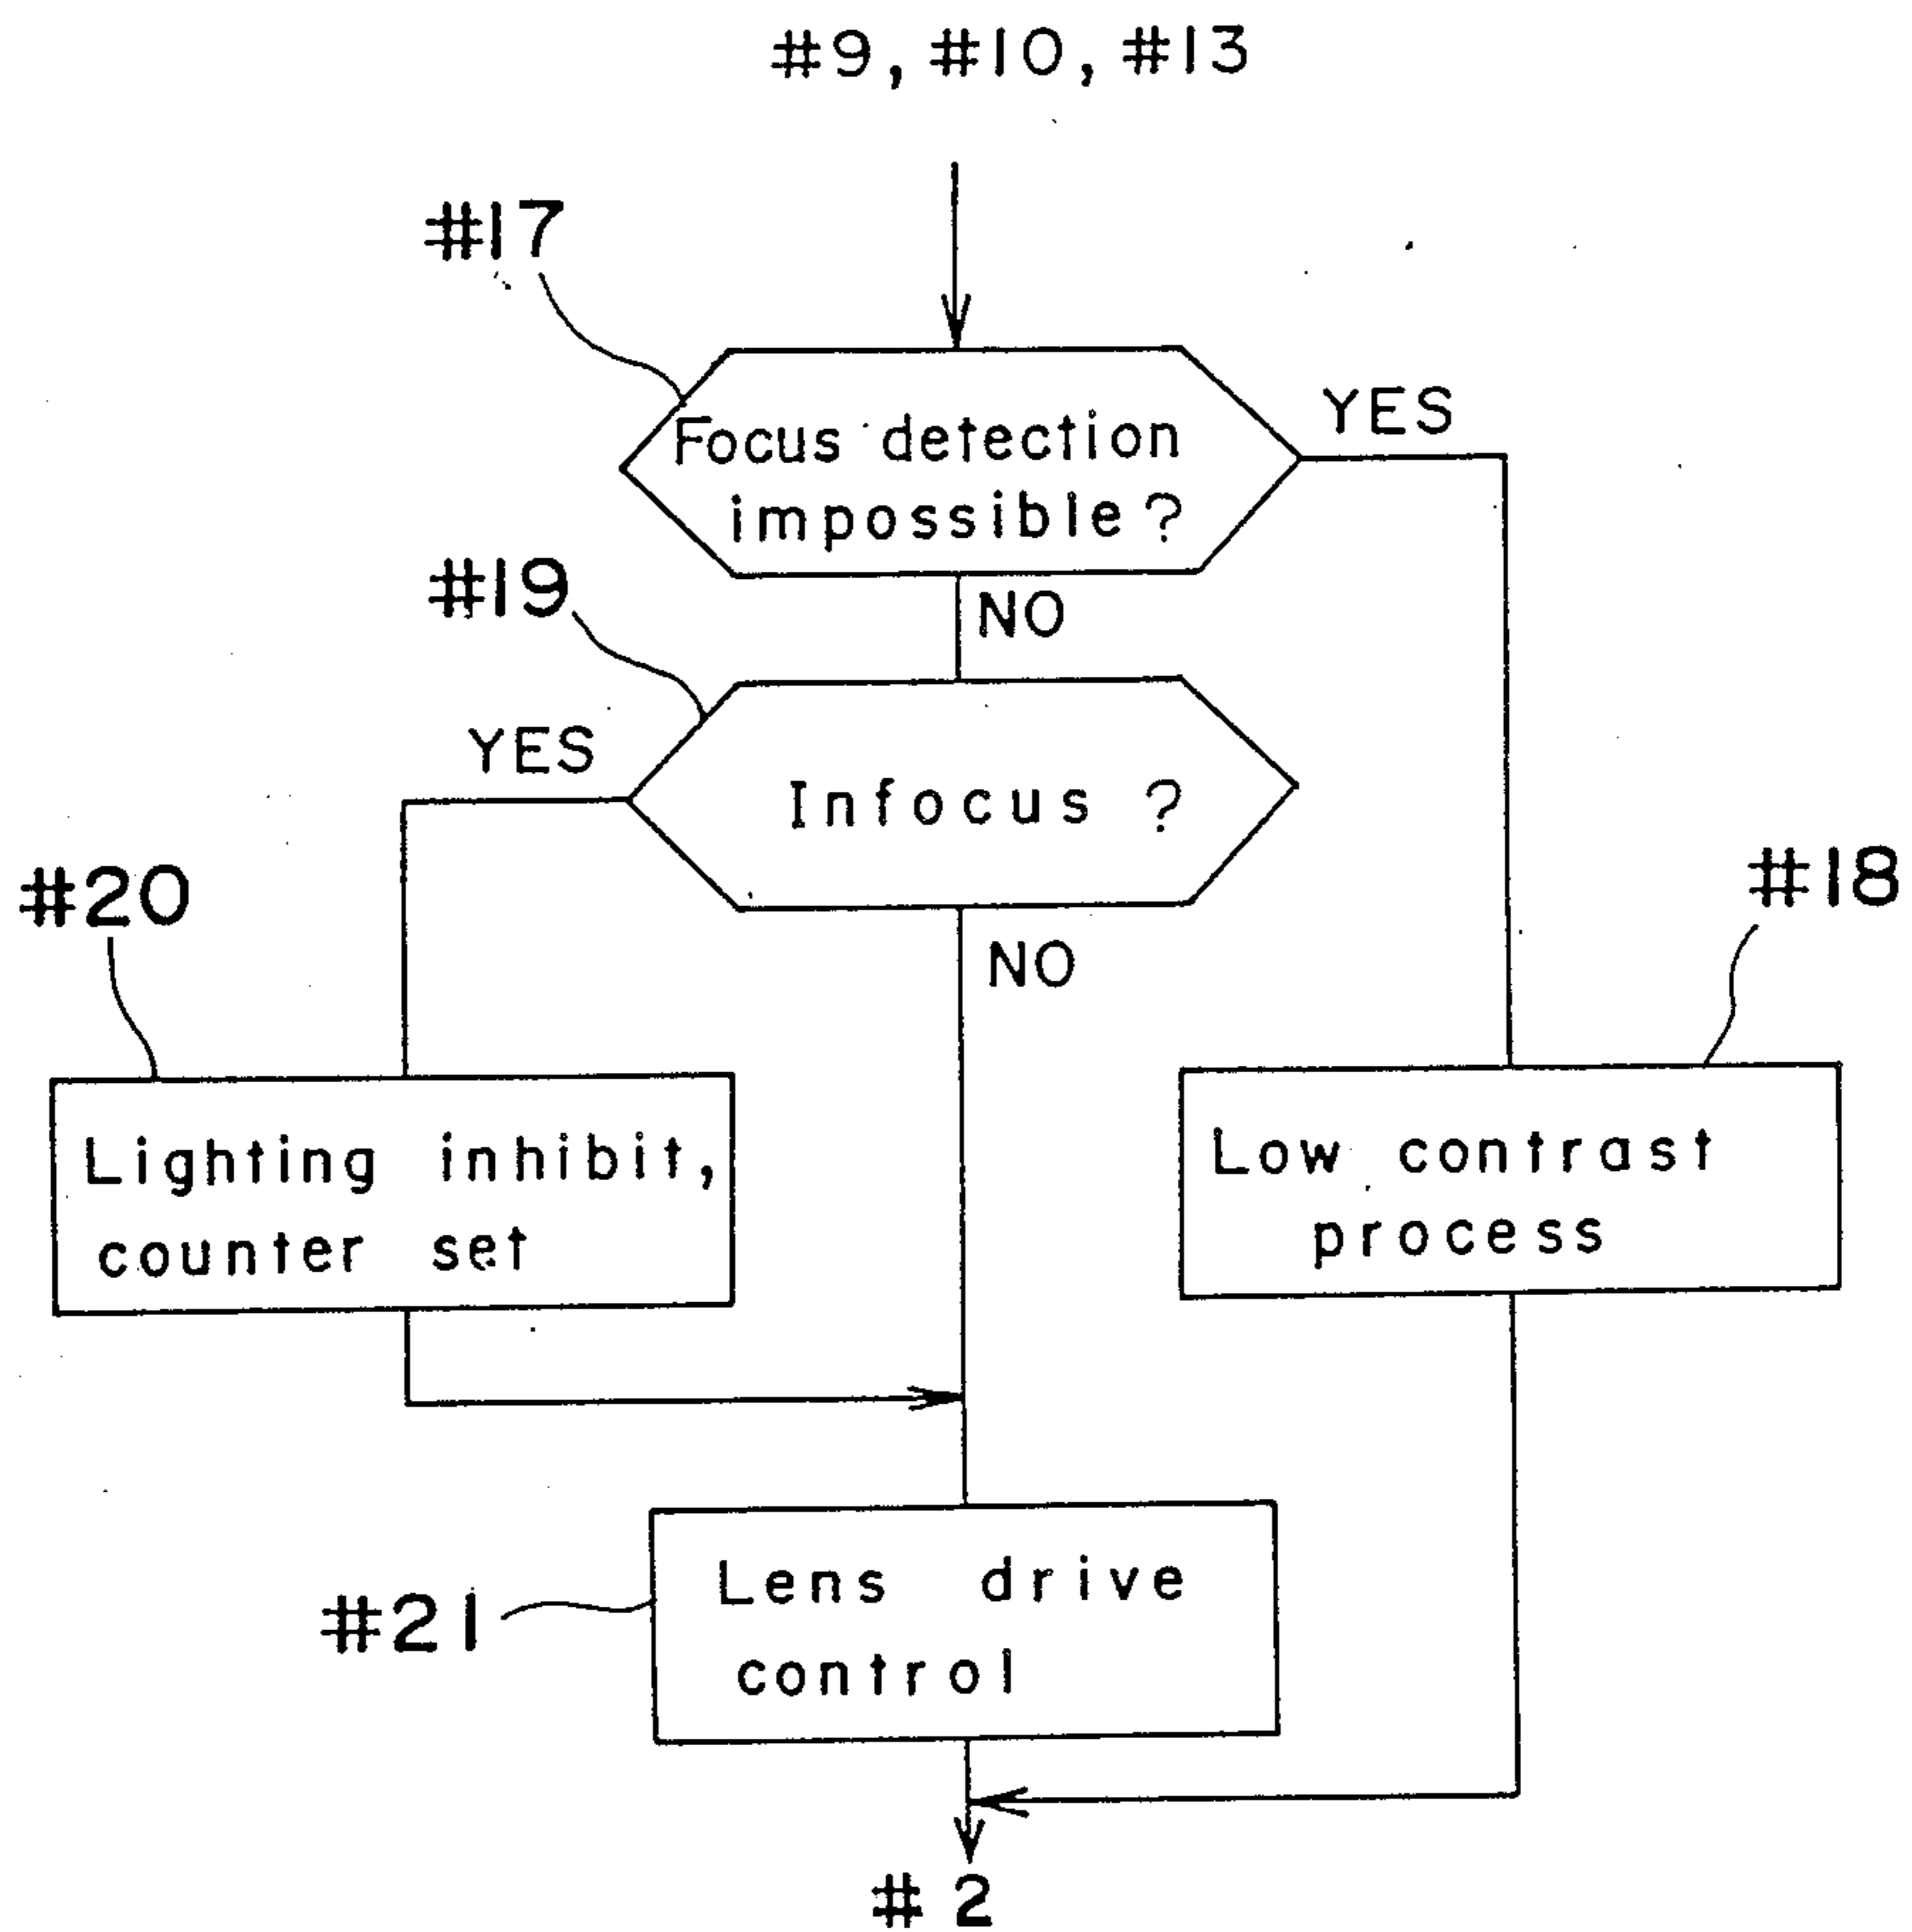 #9, #10, #13
#17
Focus detection
impossible?
YES
NO
#19
YES
Infocus ?
NO
#20
#18
Lighting inhibit,
counter set
Low contrast
process
#21
Lens drive
control
#2